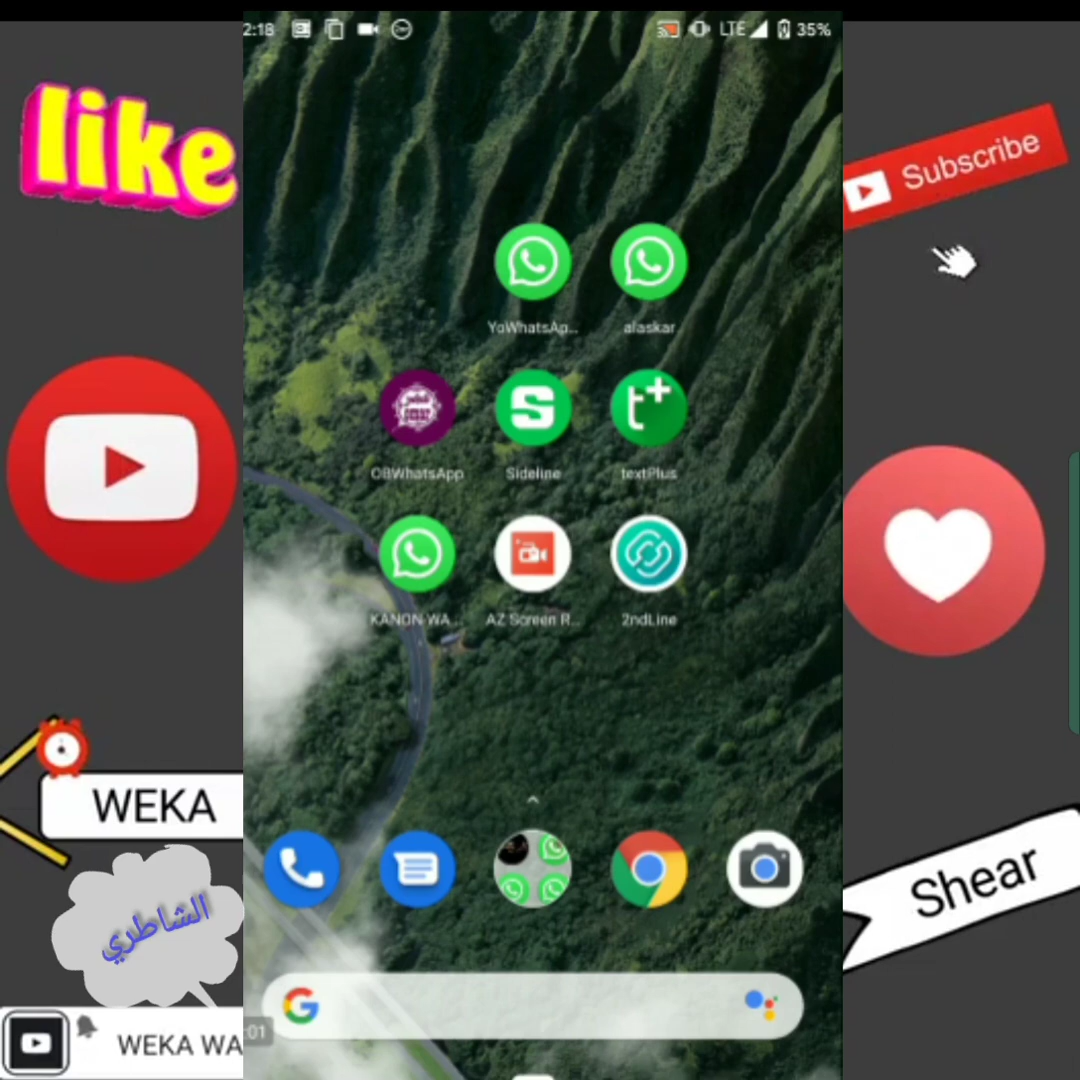 2:18
LTE
35%
like
Subscribe
YoWhatsAp...
alaskar
OBWhatsApp
Sideline
textPlus
KANON WA...
AZ Screen R...
2ndLine
WEKA
Shear
الشاطري
WEKA WA
:01